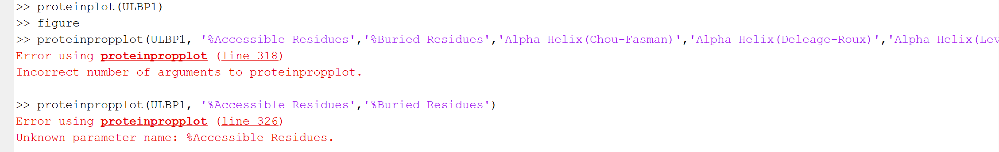 >> proteinplot(ULBP1)
>> figure
>> proteinpropplot(ULBP1, '%Accessible Residues','%Buried Residues','Alpha Helix(Chou-Fasman)','Alpha Helix(Deleage-Roux)','Alpha Helix(Lev
Error using proteinpropplot (line 318)
Incorrect number of arguments to proteinpropplot.
>> proteinpropplot(ULBP1, '%Accessible Residues','%Buried Residues')
Error using proteinpropplot (line 326)
Unknown parameter name: %Accessible Residues.